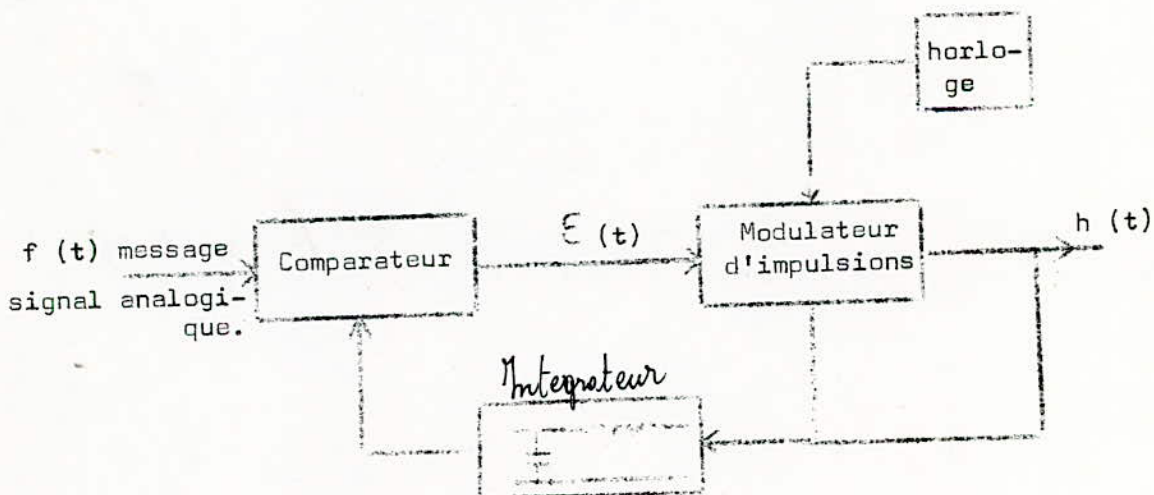 horlo-
ge
f (t) message
signal analogi-
que.
Comparateur
Ɛ (t)
Modulateur
d'impulsions
h (t)
Integrateur